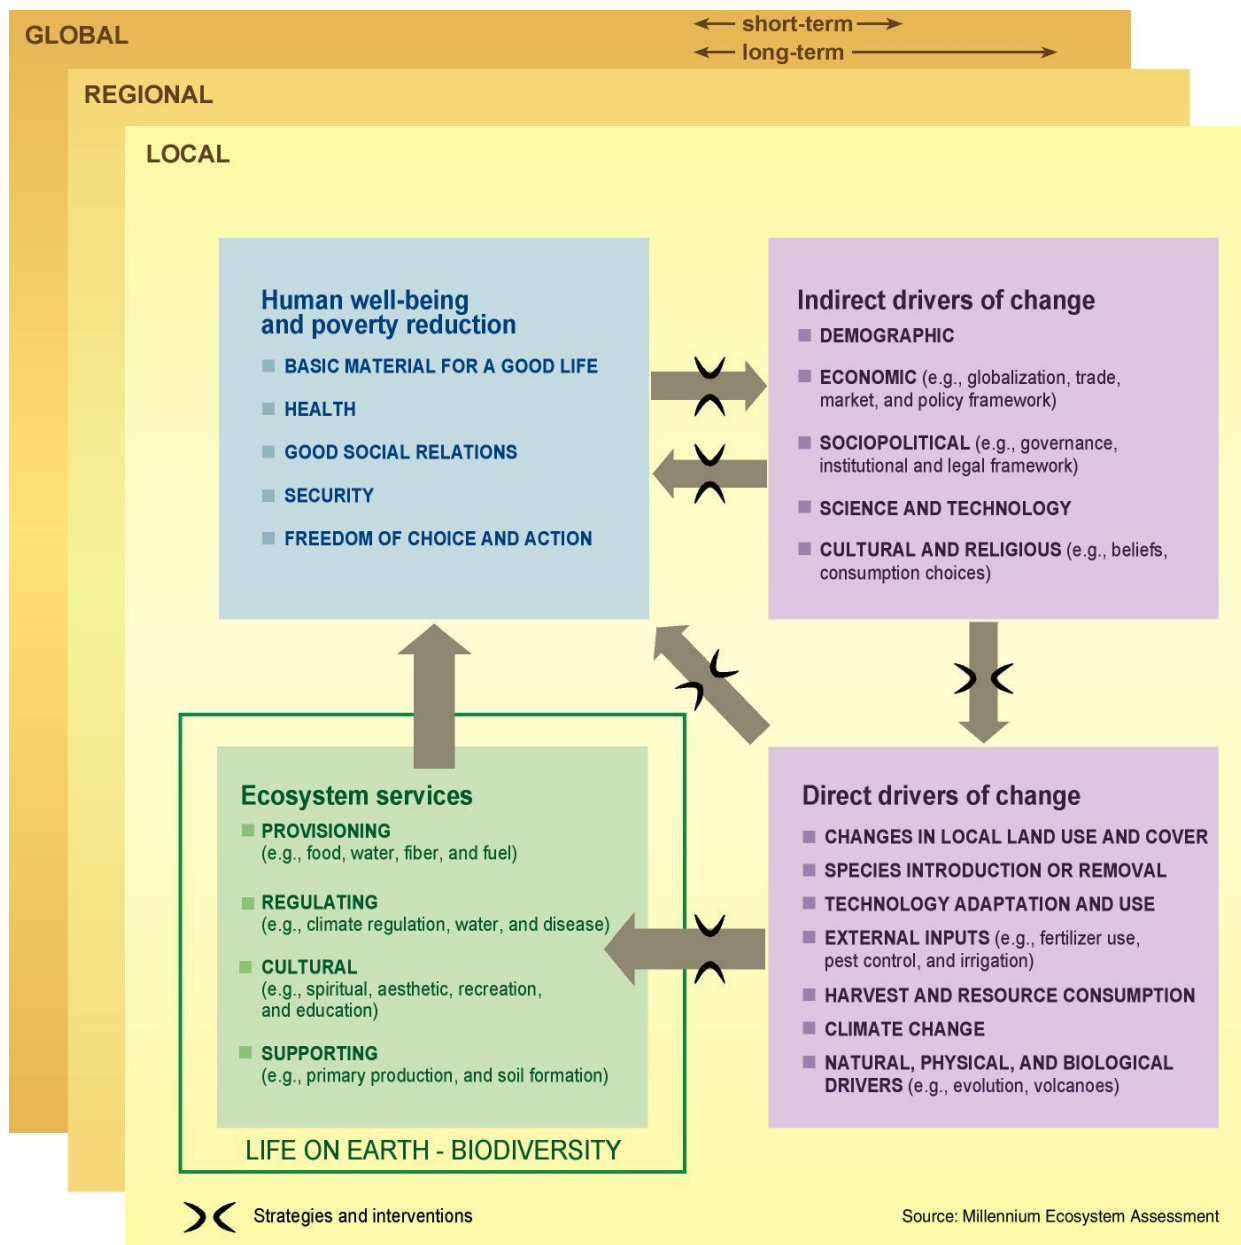 GLOBAL
short-term
long-term
REGIONAL
LOCAL
Human well-being
and poverty reduction
BASIC MATERIAL FOR A GOOD LIFE
HEALTH
GOOD SOCIAL RELATIONS
SECURITY
FREEDOM OF CHOICE AND ACTION
Indirect drivers of change
DEMOGRAPHIC
ECONOMIC (e.g., globalization, trade,
market, and policy framework)
SOCIOPOLITICAL (e.g., governance,
institutional and legal framework)
SCIENCE AND TECHNOLOGY
CULTURAL AND RELIGIOUS (e.g., beliefs,
consumption choices)
Ecosystem services
PROVISIONING
(e.g., food, water, fiber, and fuel)
REGULATING
(e.g., climate regulation, water, and disease)
CULTURAL
(e.g., spiritual, aesthetic, recreation,
and education)
SUPPORTING
(e.g., primary production, and soil formation)
LIFE ON EARTH - BIODIVERSITY
Direct drivers of change
CHANGES IN LOCAL LAND USE AND COVER
SPECIES INTRODUCTION OR REMOVAL
TECHNOLOGY ADAPTATION AND USE
EXTERNAL INPUTS (e.g., fertilizer use,
pest control, and irrigation)
HARVEST AND RESOURCE CONSUMPTION
CLIMATE CHANGE
NATURAL, PHYSICAL, AND BIOLOGICAL
DRIVERS (e.g., evolution, volcanoes)
Strategies and interventions
Source: Millennium Ecosystem Assessment